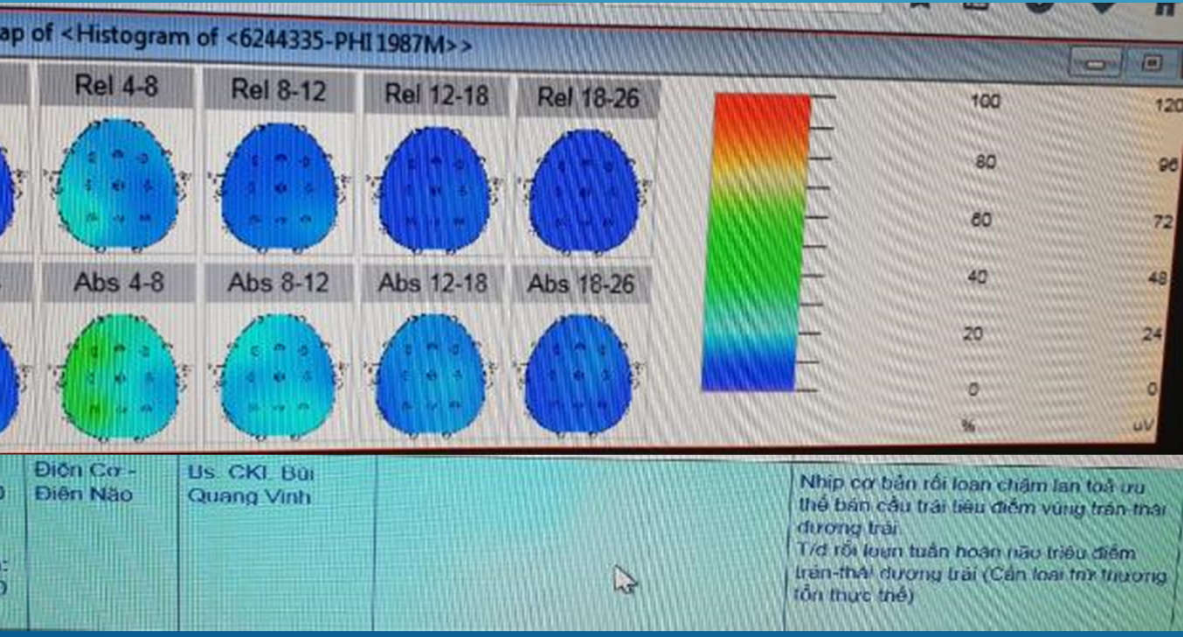 ap of <Histogram of <6244335-PHI 1987M>>
Rel 4-8 Rel 8-12 Rel 12-18 Rel 18-26
Abs 4-8 Abs 8-12 Abs 12-18 Abs 18-26
100 120
80 96
60 72
40 48
20 24
0 0
% uV
Điện Cơ -
Điện Não
Bs. CKI. Bùi
Quang Vinh
Nhịp cơ bản rối loạn chậm lan toả ưu
thế bán cầu trái tiêu điểm vùng trán-thái
dương trái.
T/d rối loạn tuần hoàn não triệu điểm
trán-thái dương trái (Cần loại trừ thương
tổn thực thể)